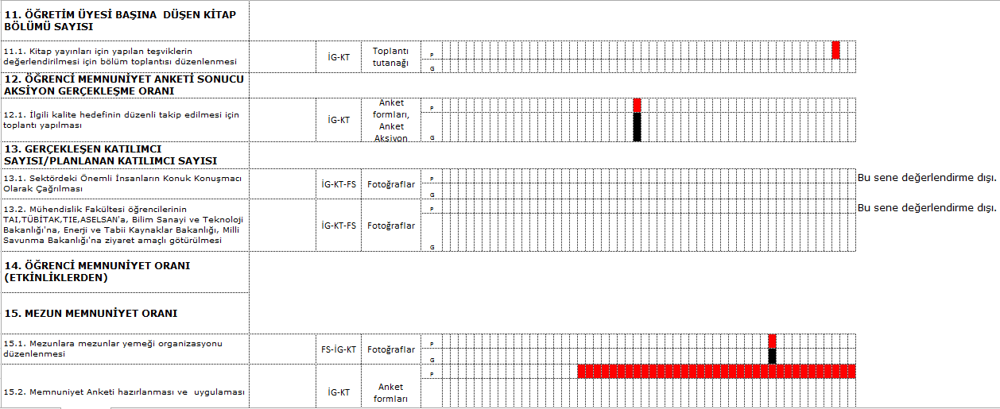 11. ÖĞRETİM ÜYESİ BAŞINA DÜŞEN KİTAP
BÖLÜMÜ SAYISI
11.1. Kitap yayınları için yapılan teşviklerin
değerlendirilmesi için bölüm toplantısı düzenlenmesi
İG-KT
Toplantı
tutanağı
P
G
12. ÖĞRENCİ MEMNUNİYET ANKETİ SONUCU
AKSİYON GERÇEKLEŞME ORANI
12.1. İlgili kalite hedefinin düzenli takip edilmesi için
toplantı yapılması
İG-KT
Anket
formları,
Anket
Aksiyon
P
G
13. GERÇEKLEŞEN KATILIMCI
SAYISI/PLANLANAN KATILIMCI SAYISI
13.1. Sektördeki Önemli İnsanların Konuk Konuşmacı
Olarak Çağrılması
İG-KT-FS
Fotoğraflar
P
G
Bu sene değerlendirme dışı.
13.2. Mühendislik Fakültesi öğrencilerinin
TAI,TÜBİTAK,TIE,ASELSAN'a, Bilim Sanayi ve Teknoloji
Bakanlığı'na, Enerji ve Tabii Kaynaklar Bakanlığı, Milli
Savunma Bakanlığı'na ziyaret amaçlı götürülmesi
İG-KT-FS
Fotoğraflar
P
G
Bu sene değerlendirme dışı.
14. ÖĞRENCİ MEMNUNİYET ORANI
(ETKİNLİKLERDEN)
15. MEZUN MEMNUNİYET ORANI
15.1. Mezunlara mezunlar yemeği organizasyonu
düzenlenmesi
FS-İG-KT
Fotoğraflar
P
G
15.2. Memnuniyet Anketi hazırlanması ve uygulaması
İG-KT
Anket
formları
P